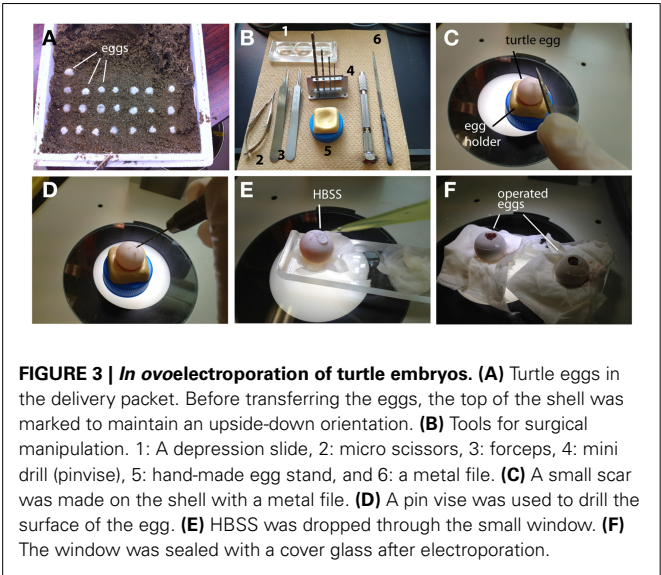 A
eggs
B
1
6
4
2
3
5
C
turtle egg
egg
holder
D
E
HBSS
F
operated
eggs
FIGURE 3 | In ovoelectroporation of turtle embryos. (A) Turtle eggs in
the delivery packet. Before transferring the eggs, the top of the shell was
marked to maintain an upside-down orientation. (B) Tools for surgical
manipulation. 1: A depression slide, 2: micro scissors, 3: forceps, 4: mini
drill (pinvise), 5: hand-made egg stand, and 6: a metal file. (C) A small scar
was made on the shell with a metal file. (D) A pin vise was used to drill the
surface of the egg. (E) HBSS was dropped through the small window. (F)
The window was sealed with a cover glass after electroporation.